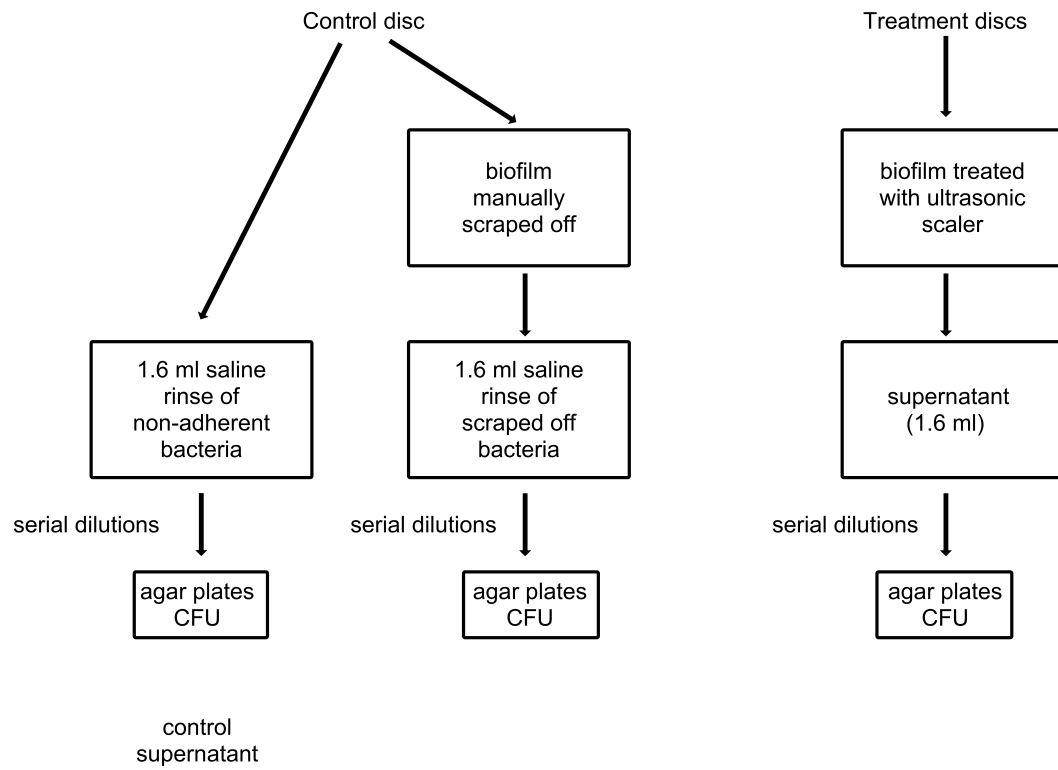 Control disc
Treatment discs
biofilm
manually
scraped off
biofilm treated
with ultrasonic
scaler
1.6 ml saline
rinse of
non-adherent
bacteria
1.6 ml saline
rinse of
scraped off
bacteria
supernatant
(1.6 ml)
serial dilutions
serial dilutions
serial dilutions
agar plates
CFU
agar plates
CFU
agar plates
CFU
control
supernatant